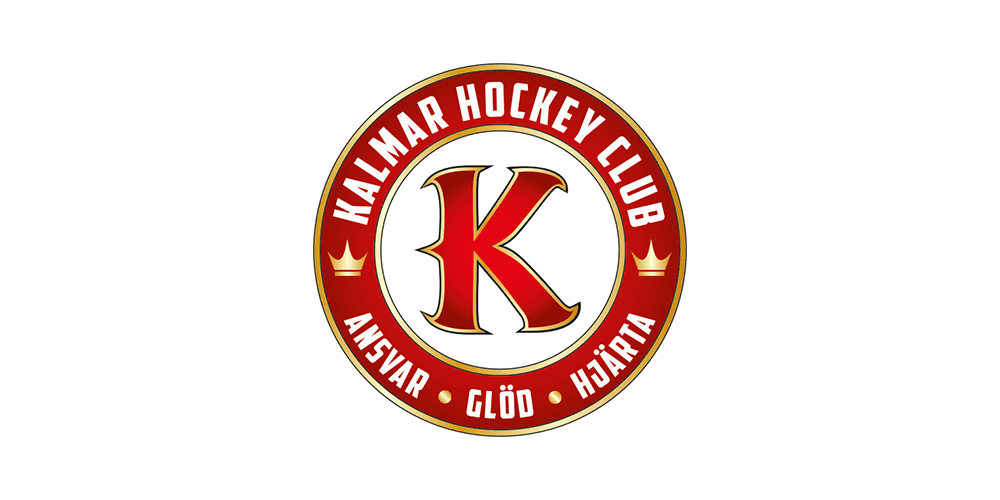 KALMAR HOCKEY CLUB
K
ANSVAR • GLÖD • HJÄRTA